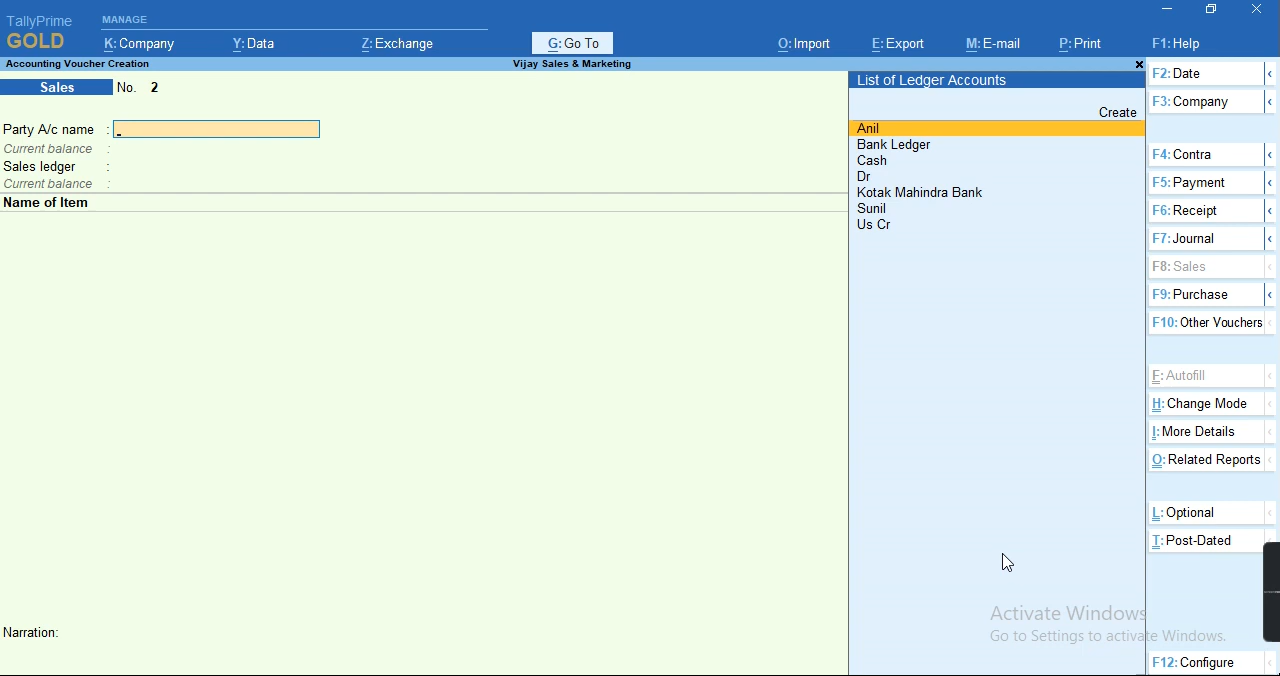 TallyPrime
GOLD
MANAGE
K: Company Y: Data Z: Exchange G: Go To O: Import E: Export M: E-mail P: Print F1: Help
Accounting Voucher Creation Vijay Sales & Marketing
Sales No. 2
Party A/c name :
Current balance :
Sales ledger :
Current balance :
Name of Item
Narration:
List of Ledger Accounts
Create
Anil
Bank Ledger
Cash
Dr
Kotak Mahindra Bank
Sunil
Us Cr
F2: Date
F3: Company
F4: Contra
F5: Payment
F6: Receipt
F7: Journal
F8: Sales
F9: Purchase
F10: Other Vouchers
F: Autofill
H: Change Mode
I: More Details
O: Related Reports
L: Optional
T: Post-Dated
Activate Windows
Go to Settings to activate Windows.
F12: Configure